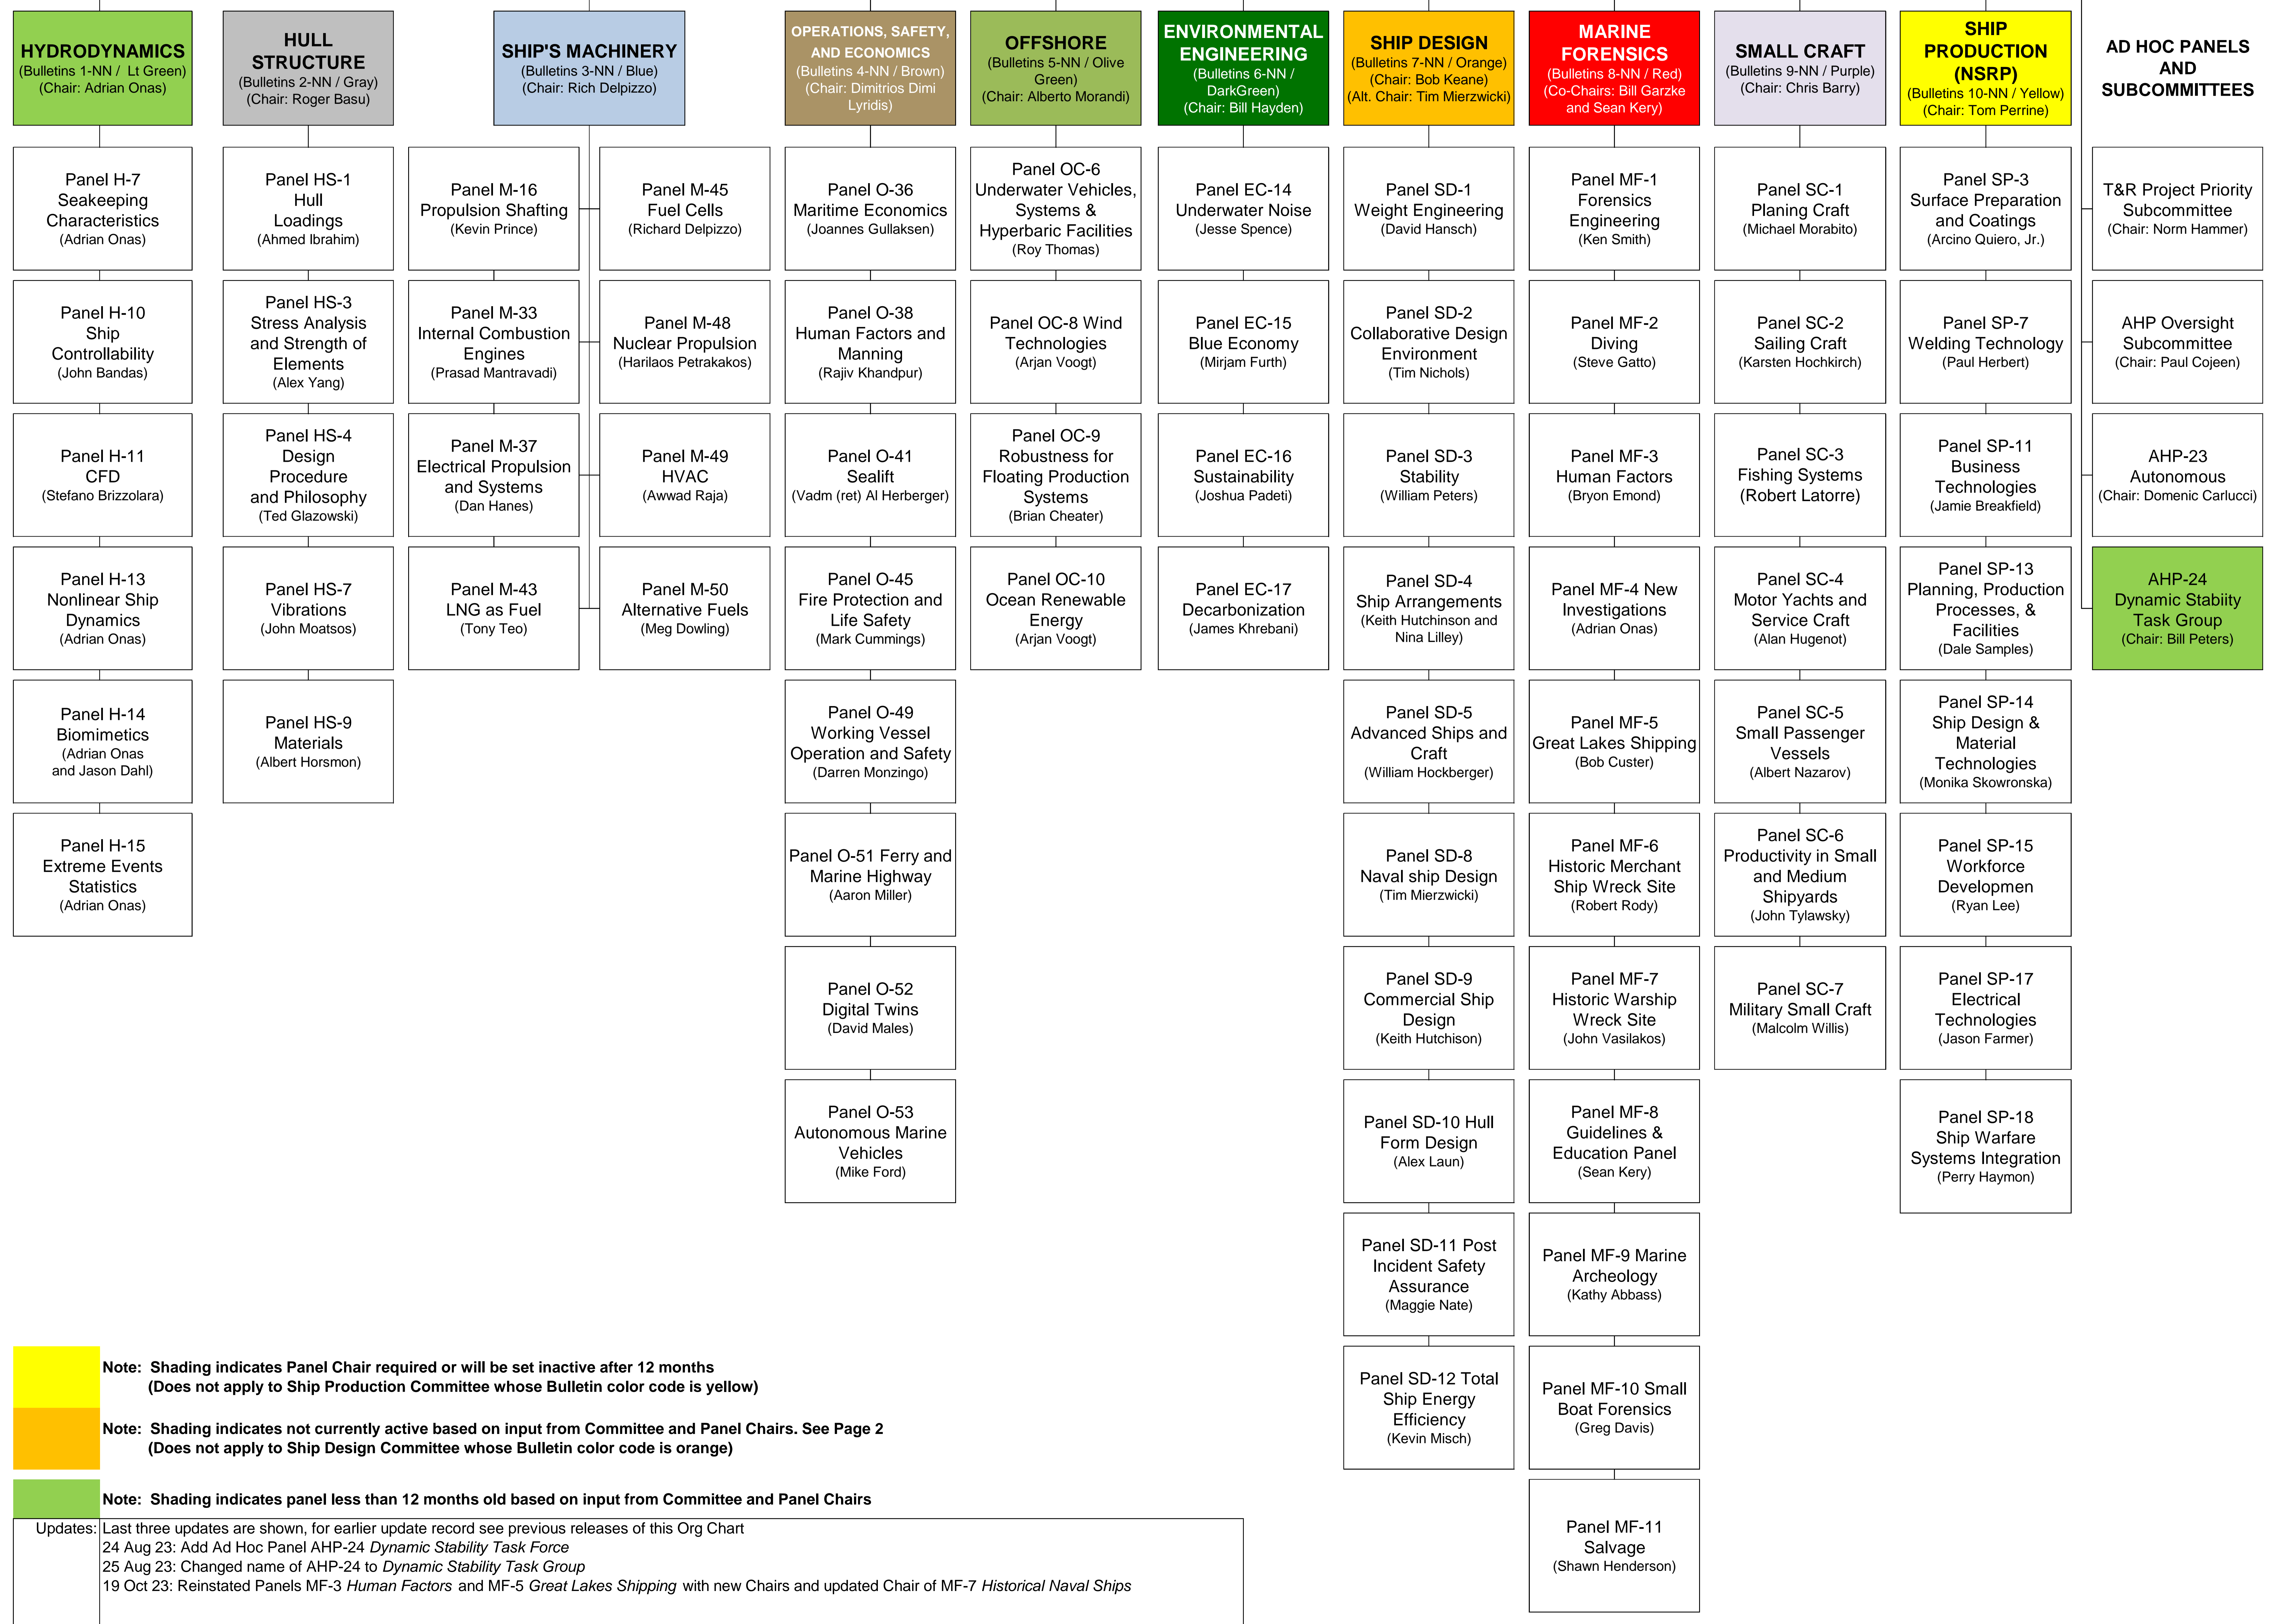 HYDRODYNAMICS
(Bulletins 1-NN / Lt Green)
(Chair: Adrian Onas)
HULL
STRUCTURE
(Bulletins 2-NN / Gray)
(Chair: Roger Basu)
SHIP'S MACHINERY
(Bulletins 3-NN / Blue)
(Chair: Rich Delpizzo)
OPERATIONS, SAFETY,
AND ECONOMICS
(Bulletins 4-NN / Brown)
(Chair: Dimitrios Dimi
Lyridis)
OFFSHORE
(Bulletins 5-NN / Olive
Green)
(Chair: Alberto Morandi)
ENVIRONMENTAL
ENGINEERING
(Bulletins 6-NN /
DarkGreen)
(Chair: Bill Hayden)
SHIP DESIGN
(Bulletins 7-NN / Orange)
(Chair: Bob Keane)
(Alt. Chair: Tim Mierzwicki)
MARINE
FORENSICS
(Bulletins 8-NN / Red)
(Co-Chairs: Bill Garzke
and Sean Kery)
SMALL CRAFT
(Bulletins 9-NN / Purple)
(Chair: Chris Barry)
SHIP
PRODUCTION
(NSRP)
(Bulletins 10-NN / Yellow)
(Chair: Tom Perrine)
AD HOC PANELS
AND
SUBCOMMITTEES
Panel H-7
Seakeeping
Characteristics
(Adrian Onas)
Panel HS-1
Hull
Loadings
(Ahmed Ibrahim)
Panel M-16
Propulsion Shafting
(Kevin Prince)
Panel M-45
Fuel Cells
(Richard Delpizzo)
Panel O-36
Maritime Economics
(Joannes Gullaksen)
Panel OC-6
Underwater Vehicles,
Systems &
Hyperbaric Facilities
(Roy Thomas)
Panel EC-14
Underwater Noise
(Jesse Spence)
Panel SD-1
Weight Engineering
(David Hansch)
Panel MF-1
Forensics
Engineering
(Ken Smith)
Panel SC-1
Planing Craft
(Michael Morabito)
Panel SP-3
Surface Preparation
and Coatings
(Arcino Quiero, Jr.)
T&R Project Priority
Subcommittee
(Chair: Norm Hammer)
Panel H-10
Ship
Controllability
(John Bandas)
Panel HS-3
Stress Analysis
and Strength of
Elements
(Alex Yang)
Panel M-33
Internal Combustion
Engines
(Prasad Mantravadi)
Panel M-48
Nuclear Propulsion
(Harilaos Petrakakos)
Panel O-38
Human Factors and
Manning
(Rajiv Khandpur)
Panel OC-8 Wind
Technologies
(Arjan Voogt)
Panel EC-15
Blue Economy
(Mirjam Furth)
Panel SD-2
Collaborative Design
Environment
(Tim Nichols)
Panel MF-2
Diving
(Steve Gatto)
Panel SC-2
Sailing Craft
(Karsten Hochkirch)
Panel SP-7
Welding Technology
(Paul Herbert)
AHP Oversight
Subcommittee
(Chair: Paul Cojeen)
Panel H-11
CFD
(Stefano Brizzolara)
Panel HS-4
Design
Procedure
and Philosophy
(Ted Glazowski)
Panel M-37
Electrical Propulsion
and Systems
(Dan Hanes)
Panel M-49
HVAC
(Awwad Raja)
Panel O-41
Sealift
(Vadm (ret) Al Herberger)
Panel OC-9
Robustness for
Floating Production
Systems
(Brian Cheater)
Panel EC-16
Sustainability
(Joshua Padeti)
Panel SD-3
Stability
(William Peters)
Panel MF-3
Human Factors
(Bryon Emond)
Panel SC-3
Fishing Systems
(Robert Latorre)
Panel SP-11
Business
Technologies
(Jamie Breakfield)
AHP-23
Autonomous
(Chair: Domenic Carlucci)
Panel H-13
Nonlinear Ship
Dynamics
(Adrian Onas)
Panel HS-7
Vibrations
(John Moatsos)
Panel M-43
LNG as Fuel
(Tony Teo)
Panel M-50
Alternative Fuels
(Meg Dowling)
Panel O-45
Fire Protection and
Life Safety
(Mark Cummings)
Panel OC-10
Ocean Renewable
Energy
(Arjan Voogt)
Panel EC-17
Decarbonization
(James Khrebani)
Panel SD-4
Ship Arrangements
(Keith Hutchinson and
Nina Lilley)
Panel MF-4 New
Investigations
(Adrian Onas)
Panel SC-4
Motor Yachts and
Service Craft
(Alan Hugenot)
Panel SP-13
Planning, Production
Processes, &
Facilities
(Dale Samples)
AHP-24
Dynamic Stabiity
Task Group
(Chair: Bill Peters)
Panel H-14
Biomimetics
(Adrian Onas
and Jason Dahl)
Panel HS-9
Materials
(Albert Horsmon)
Panel O-49
Working Vessel
Operation and Safety
(Darren Monzingo)
Panel SD-5
Advanced Ships and
Craft
(William Hockberger)
Panel MF-5
Great Lakes Shipping
(Bob Custer)
Panel SC-5
Small Passenger
Vessels
(Albert Nazarov)
Panel SP-14
Ship Design &
Material
Technologies
(Monika Skowronska)
Panel H-15
Extreme Events
Statistics
(Adrian Onas)
Panel O-51 Ferry and
Marine Highway
(Aaron Miller)
Panel SD-8
Naval ship Design
(Tim Mierzwicki)
Panel MF-6
Historic Merchant
Ship Wreck Site
(Robert Rody)
Panel SC-6
Productivity in Small
and Medium
Shipyards
(John Tylawsky)
Panel SP-15
Workforce
Developmen
(Ryan Lee)
Panel O-52
Digital Twins
(David Males)
Panel SD-9
Commercial Ship
Design
(Keith Hutchison)
Panel MF-7
Historic Warship
Wreck Site
(John Vasilakos)
Panel SC-7
Military Small Craft
(Malcolm Willis)
Panel SP-17
Electrical
Technologies
(Jason Farmer)
Panel O-53
Autonomous Marine
Vehicles
(Mike Ford)
Panel SD-10 Hull
Form Design
(Alex Laun)
Panel MF-8
Guidelines &
Education Panel
(Sean Kery)
Panel SP-18
Ship Warfare
Systems Integration
(Perry Haymon)
Panel SD-11 Post
Incident Safety
Assurance
(Maggie Nate)
Panel MF-9 Marine
Archeology
(Kathy Abbass)
Panel SD-12 Total
Ship Energy
Efficiency
(Kevin Misch)
Panel MF-10 Small
Boat Forensics
(Greg Davis)
Panel MF-11
Salvage
(Shawn Henderson)
Note: Shading indicates Panel Chair required or will be set inactive after 12 months
(Does not apply to Ship Production Committee whose Bulletin color code is yellow)
Note: Shading indicates not currently active based on input from Committee and Panel Chairs. See Page 2
(Does not apply to Ship Design Committee whose Bulletin color code is orange)
Note: Shading indicates panel less than 12 months old based on input from Committee and Panel Chairs
Updates: Last three updates are shown, for earlier update record see previous releases of this Org Chart
24 Aug 23: Add Ad Hoc Panel AHP-24 Dynamic Stability Task Force
25 Aug 23: Changed name of AHP-24 to Dynamic Stability Task Group
19 Oct 23: Reinstated Panels MF-3 Human Factors and MF-5 Great Lakes Shipping with new Chairs and updated Chair of MF-7 Historical Naval Ships